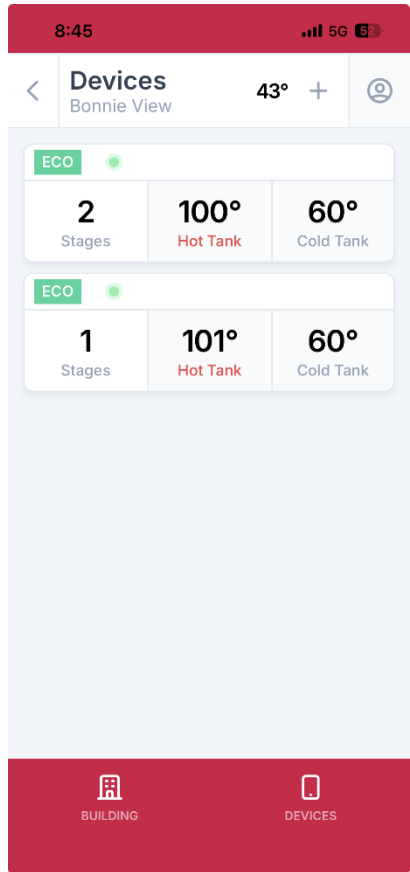 8:45 5G 52
Devices
Bonnie View
43°
ECO
2 100° 60°
Stages Hot Tank Cold Tank
ECO
1 101° 60°
Stages Hot Tank Cold Tank
BUILDING DEVICES